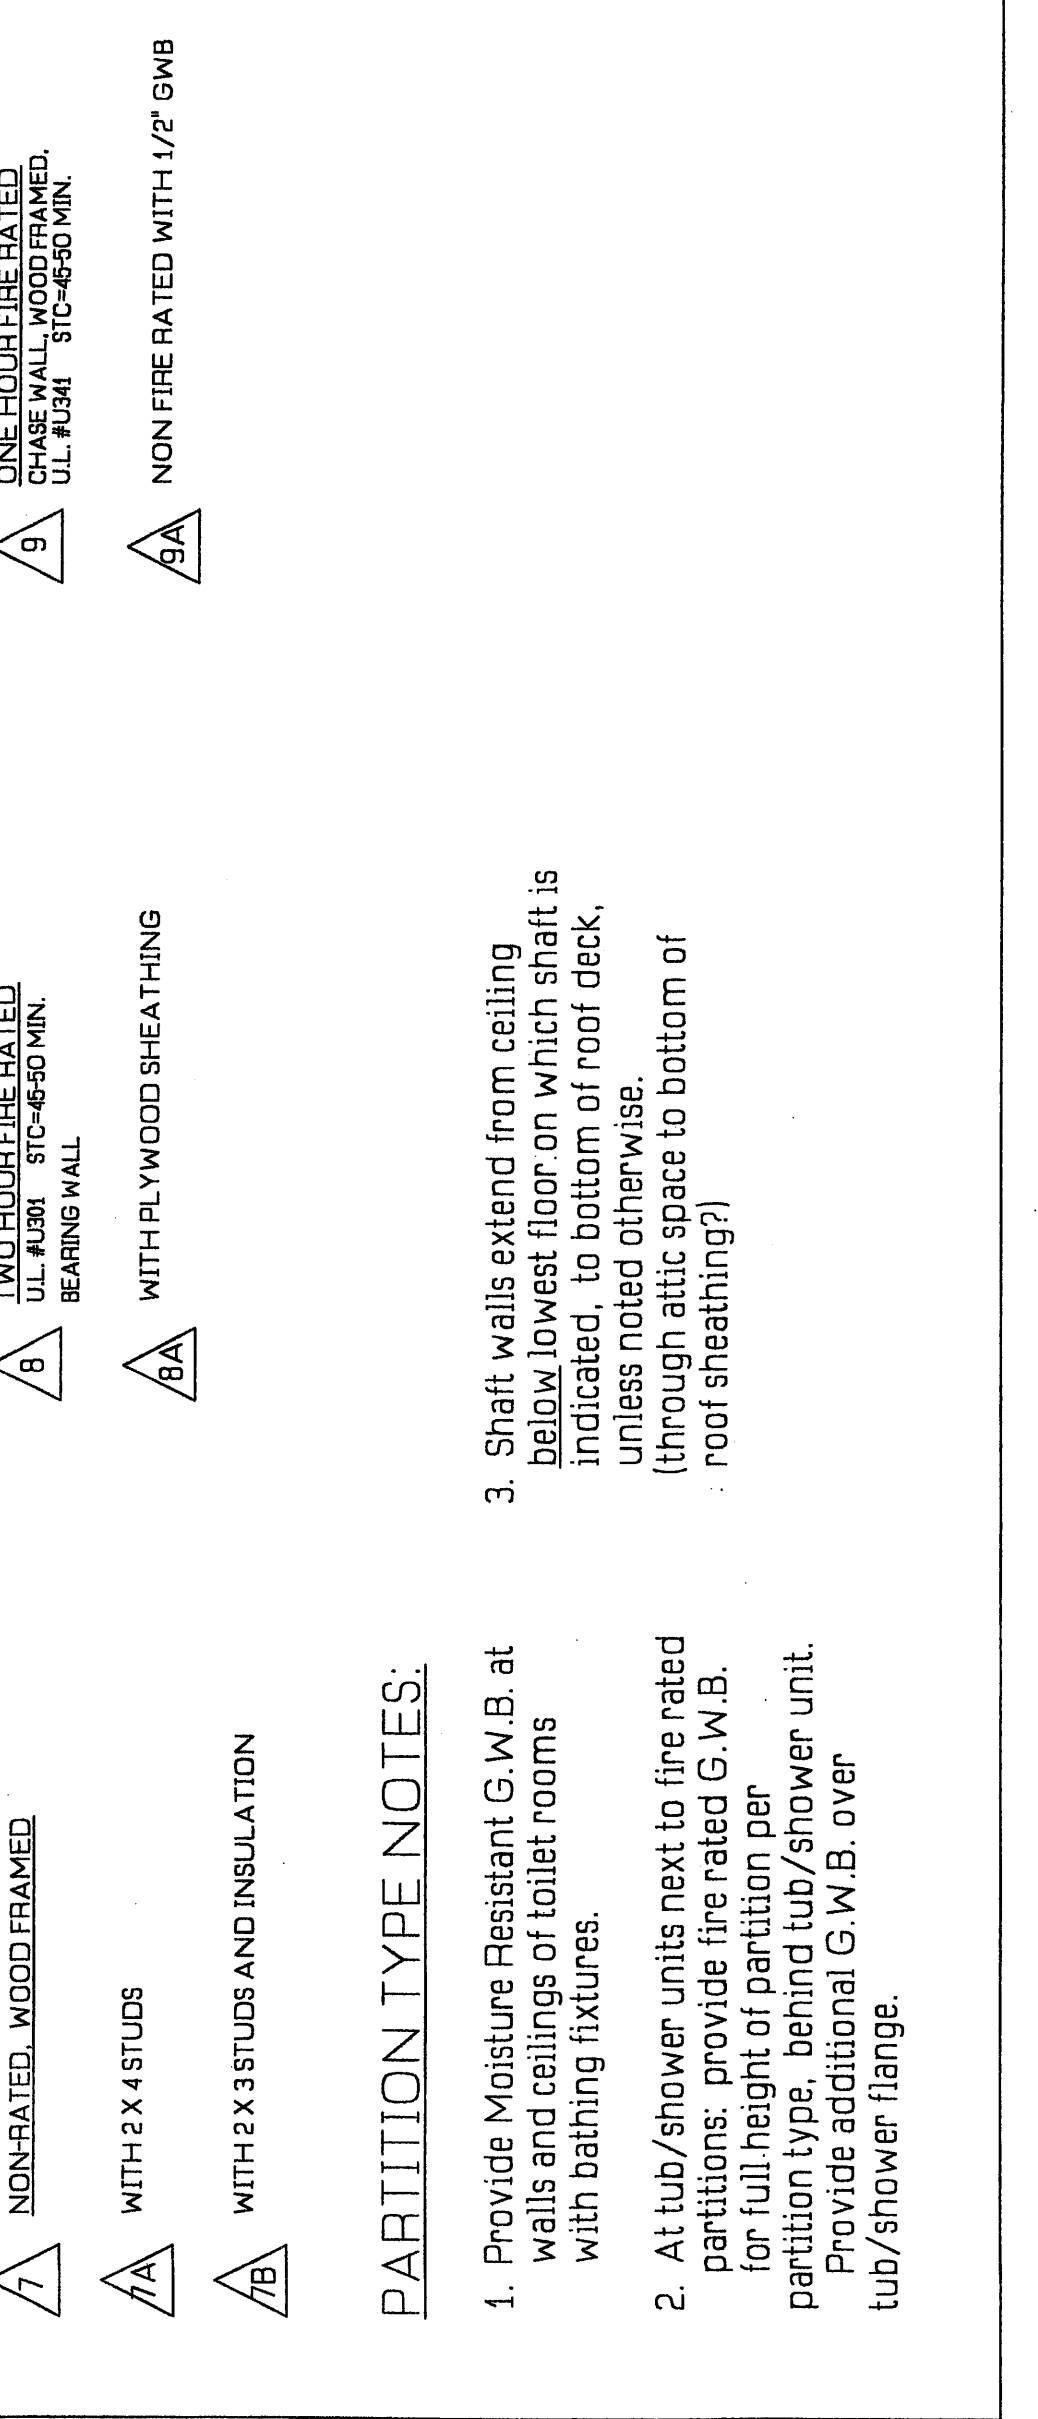 7
NON-RATED, WOOD FRAMED
7A
WITH 2 X 4 STUDS
7B
WITH 2 X 3 STUDS AND INSULATION
8
TWO HOUR FIRE RATED
U.L. #U301 STC=45-50 MIN.
BEARING WALL
8A
WITH PLYWOOD SHEATHING
9
ONE HOUR FIRE RATED
CHASE WALL, WOOD FRAMED,
U.L. #U341 STC=45-50 MIN.
9A
NON FIRE RATED WITH 1/2" GWB
PARTITION TYPE NOTES:
1. Provide Moisture Resistant G.W.B. at
walls and ceilings of toilet rooms
with bathing fixtures.
2. At tub/shower units next to fire rated
partitions: provide fire rated G.W.B.
for full height of partition per
partition type, behind tub/shower unit.
Provide additional G.W.B. over
tub/shower flange.
3. Shaft walls extend from ceiling
below lowest floor on which shaft is
indicated, to bottom of roof deck,
unless noted otherwise.
(through attic space to bottom of
roof sheathing?)